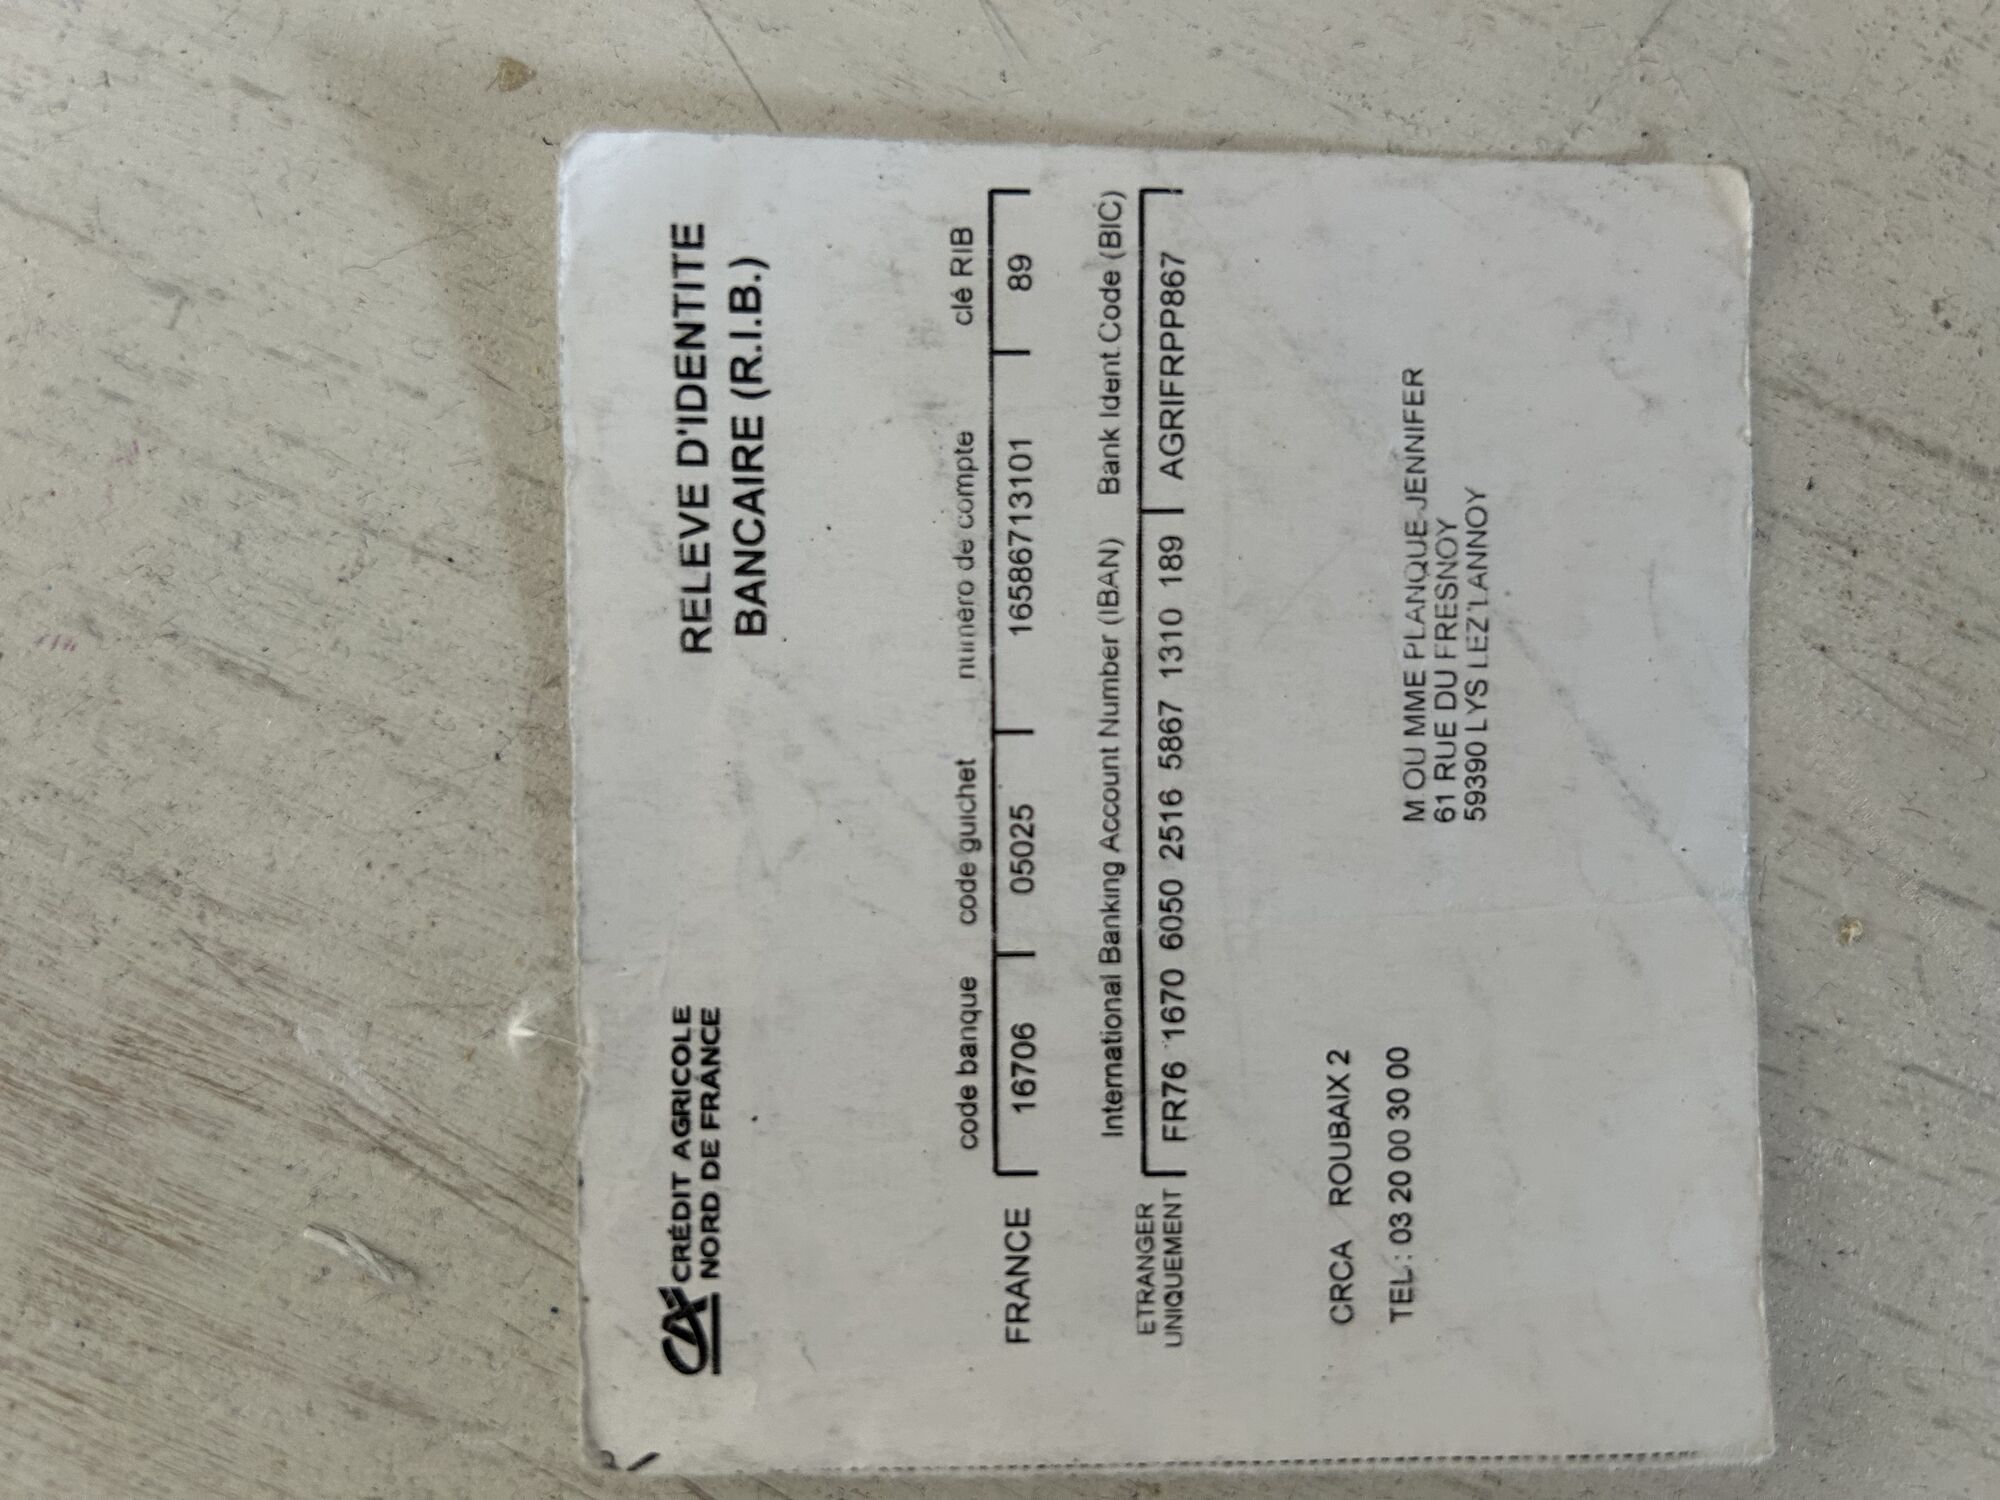 CA CRÉDIT AGRICOLE
NORD DE FRANCE
RELEVE D'IDENTITE
BANCAIRE (R.I.B.)
code banque code guichet numéro de compte clé RIB
FRANCE 16706 05025 16586713101 89
International Banking Account Number (IBAN) Bank Ident.Code (BIC)
ETRANGER
UNIQUEMENT FR76 1670 6050 2516 5867 1310 189 AGRIFRPP867
CRCA ROUBAIX 2
TEL : 03 20 00 30 00
M OU MME PLANQUE JENNIFER
61 RUE DU FRESNOY
59390 LYS LEZ LANNOY